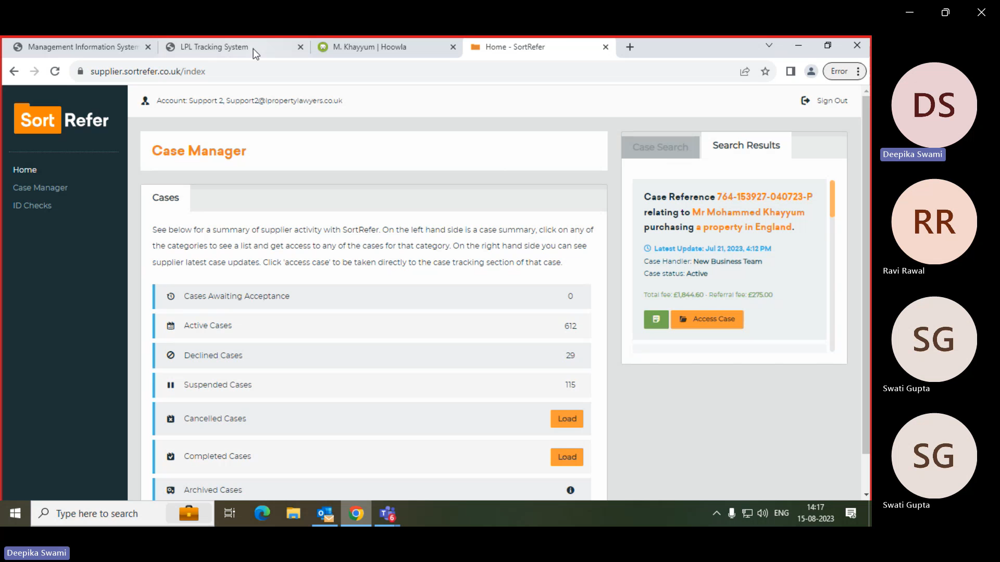 Management Information System
LPL Tracking System
M. Khayyum | Hoowla
Home - SortRefer
supplier.sortrefer.co.uk/index
Error
Sort Refer
Account: Support 2, Support2@lpropertylawyers.co.uk
Sign Out
Home
Case Manager
ID Checks
Case Manager
Cases
See below for a summary of supplier activity with SortRefer. On the left hand side is a case summary, click on any of
the categories to see a list and get access to any of the cases for that category. On the right hand side you can see
supplier latest case updates. Click 'access case' to be taken directly to the case tracking section of that case.
Cases Awaiting Acceptance 0
Active Cases 612
Declined Cases 29
Suspended Cases 115
Cancelled Cases Load
Completed Cases Load
Archived Cases
Case Search
Search Results
Case Reference 764-153927-040723-P
relating to Mr Mohammed Khayyum
purchasing a property in England.
Latest Update: Jul 21, 2023, 4:12 PM
Case Handler: New Business Team
Case status: Active
Total fee: £1,844.60 - Referral fee: £275.00
Access Case
Type here to search
6
ENG
14:17
15-08-2023
DS
Deepika Swami
RR
Ravi Rawal
SG
Swati Gupta
SG
Swati Gupta
Deepika Swami